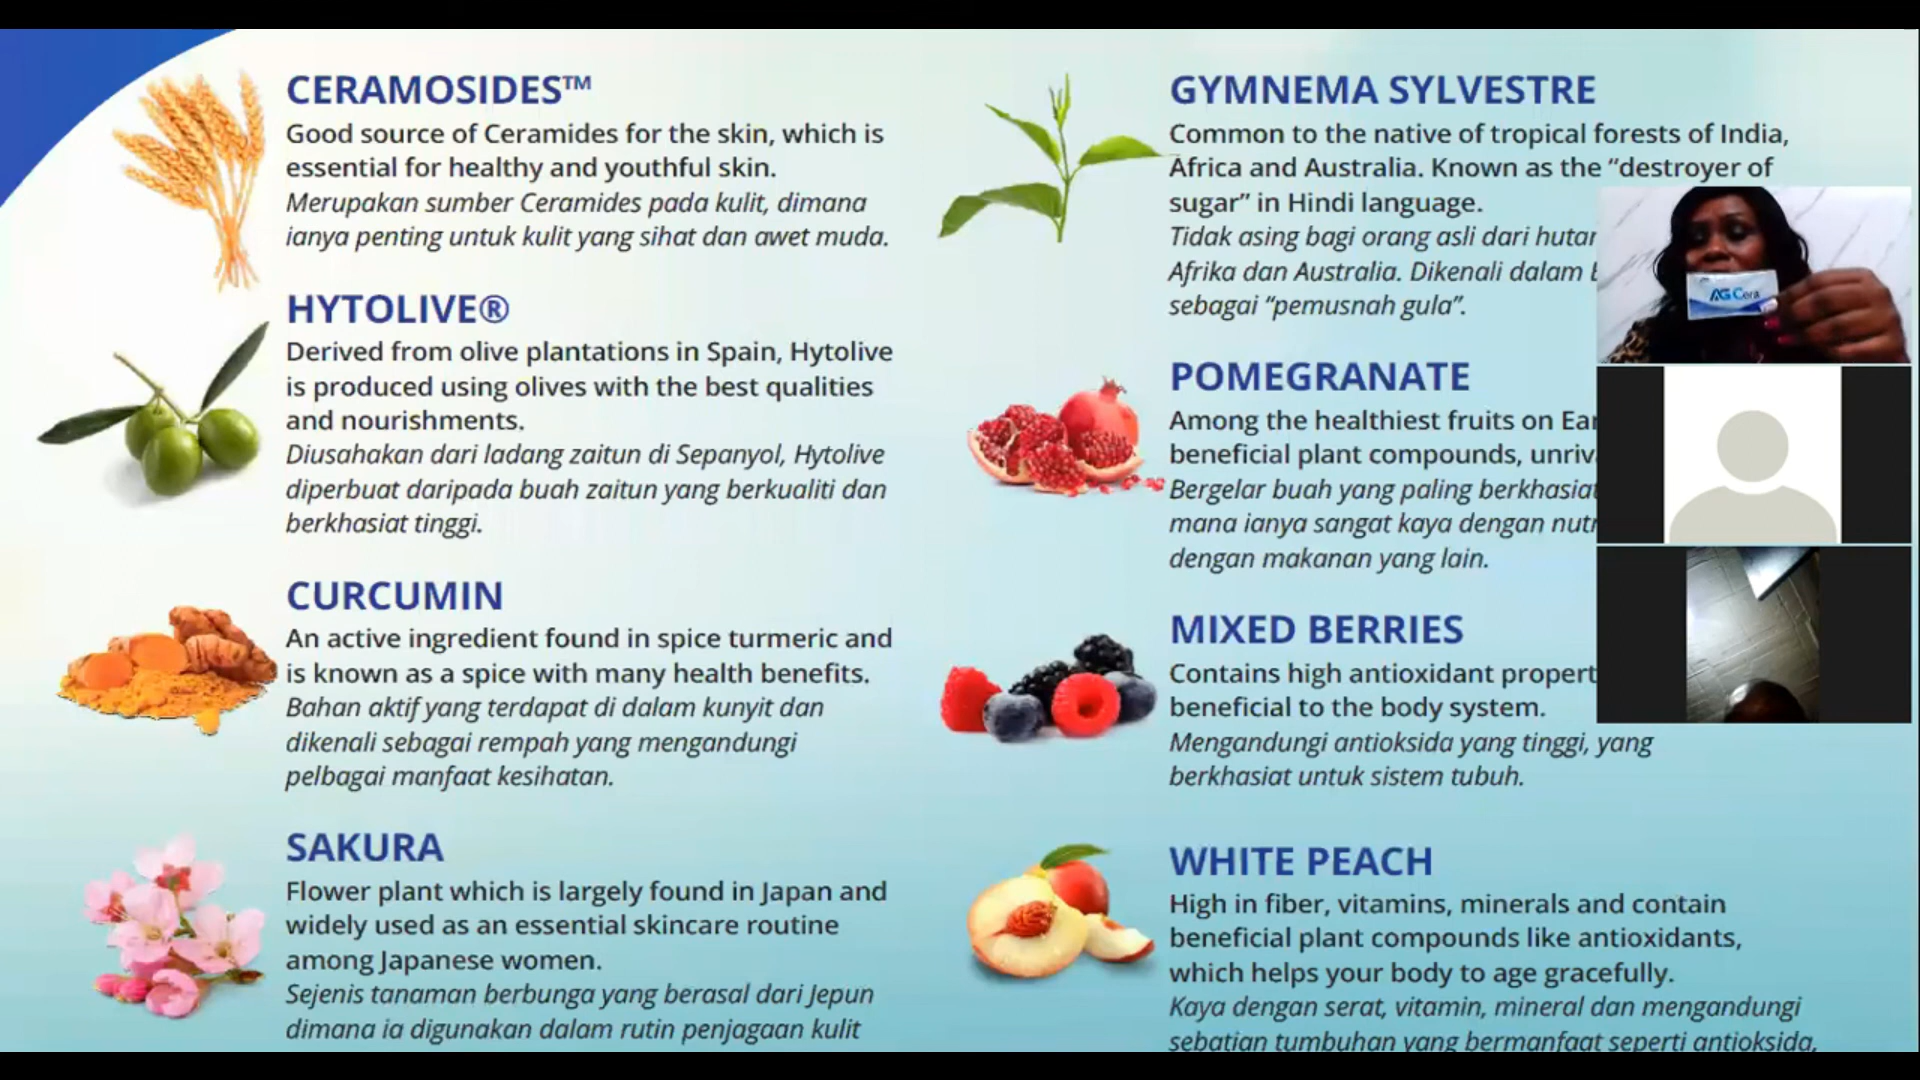 CERAMOSIDES™
Good source of Ceramides for the skin, which is
essential for healthy and youthful skin.
Merupakan sumber Ceramides pada kulit, dimana
ianya penting untuk kulit yang sihat dan awet muda.
HYTOLIVE®
Derived from olive plantations in Spain, Hytolive
is produced using olives with the best qualities
and nourishments.
Diusahakan dari ladang zaitun di Sepanyol, Hytolive
diperbuat daripada buah zaitun yang berkualiti dan
berkhasiat tinggi.
CURCUMIN
An active ingredient found in spice turmeric and
is known as a spice with many health benefits.
Bahan aktif yang terdapat di dalam kunyit dan
dikenali sebagai rempah yang mengandungi
pelbagai manfaat kesihatan.
SAKURA
Flower plant which is largely found in Japan and
widely used as an essential skincare routine
among Japanese women.
Sejenis tanaman berbunga yang berasal dari Jepun
dimana ia digunakan dalam rutin penjagaan kulit
GYMNEMA SYLVESTRE
Common to the native of tropical forests of India,
Africa and Australia. Known as the “destroyer of
sugar” in Hindi language.
Tidak asing bagi orang asli dari
Afrika dan Australia. Dikenali dalam
sebagai “pemusnah gula”.
POMEGRANATE
Among the healthiest fruits on
beneficial plant compounds,
Bergelar buah yang paling
mana ianya sangat kaya dengan
dengan makanan yang lain.
MIXED BERRIES
Contains high antioxidant
beneficial to the body system.
Mengandungi antioksida yang tinggi, yang
berkhasiat untuk sistem tubuh.
WHITE PEACH
High in fiber, vitamins, minerals and contain
beneficial plant compounds like antioxidants,
which helps your body to age gracefully.
Kaya dengan serat, vitamin, mineral dan mengandungi
sebatian tumbuhan yang bermanfaat seperti antioksida,
AG Cera